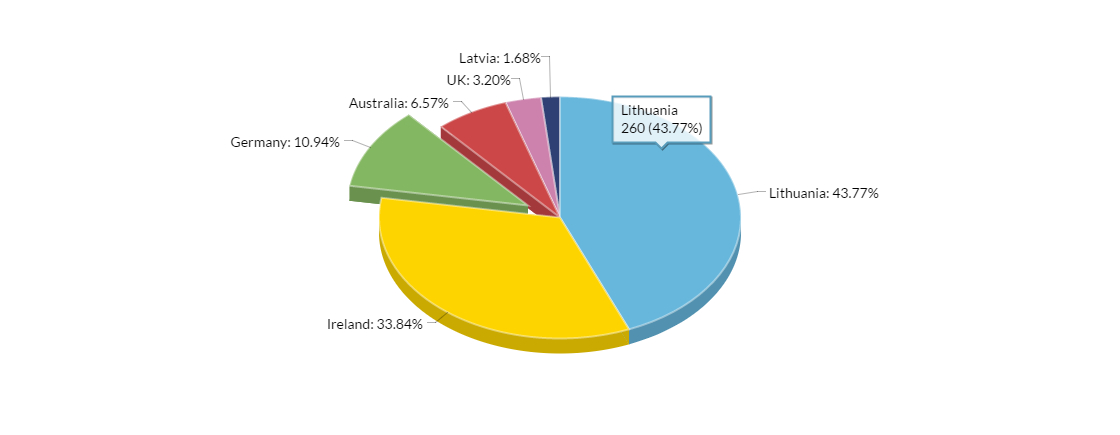 Latvia: 1.68%
UK: 3.20%
Australia: 6.57%
Germany: 10.94%
Lithuania
260 (43.77%)
Lithuania: 43.77%
Ireland: 33.84%